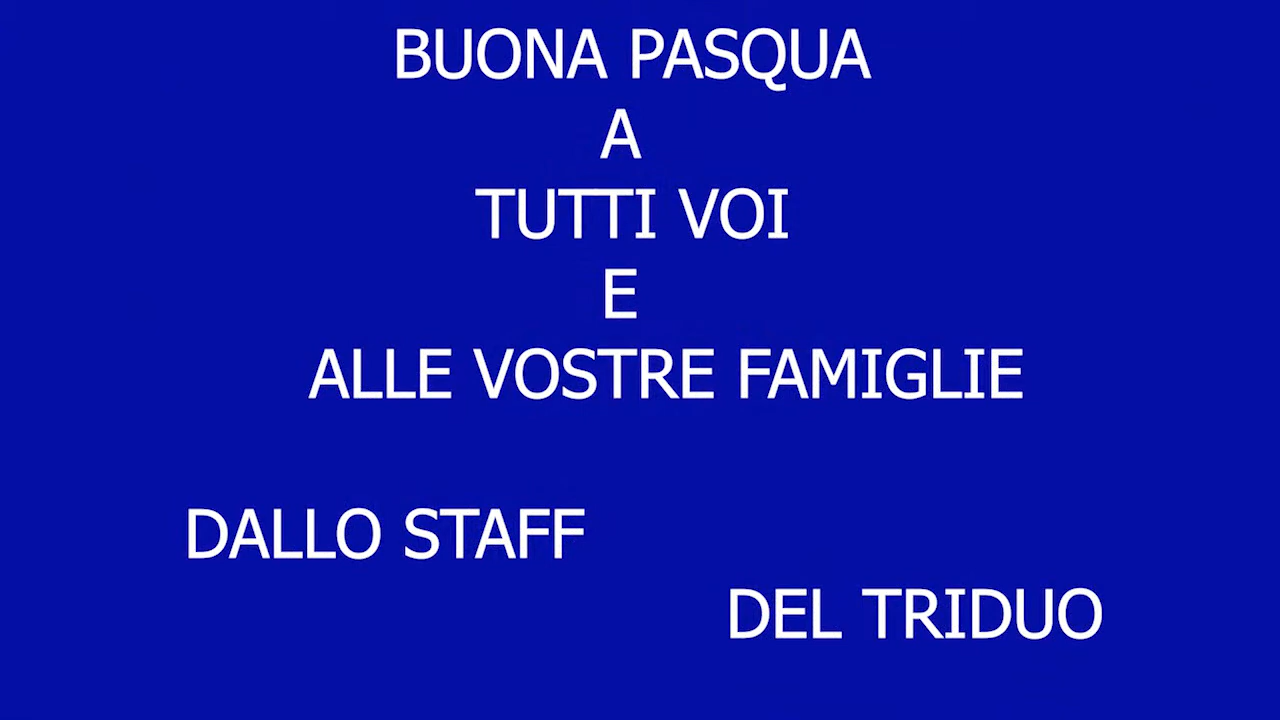 BUONA PASQUA
A
TUTTI VOI
E
ALLE VOSTRE FAMIGLIE
DALLO STAFF
DEL TRIDUO